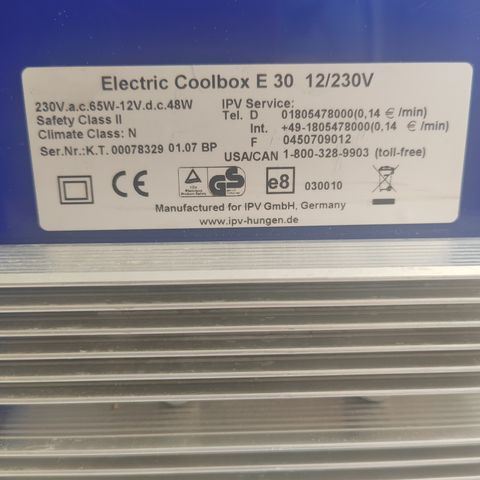 Electric Coolbox E 30 12/230V
230V.a.c.65W-12V.d.c.48W
Safety Class II
Climate Class: N
Ser.Nr.:K.T. 00078329 01.07 BP
IPV Service:
Tel. D 01805478000(0,14 € /min)
Int. +49-1805478000(0,14 € /min)
F 0450709012
USA/CAN 1-800-328-9903 (toll-free)
CE
GS
e8
030010
Manufactured for IPV GmbH, Germany
www.ipv-hungen.de